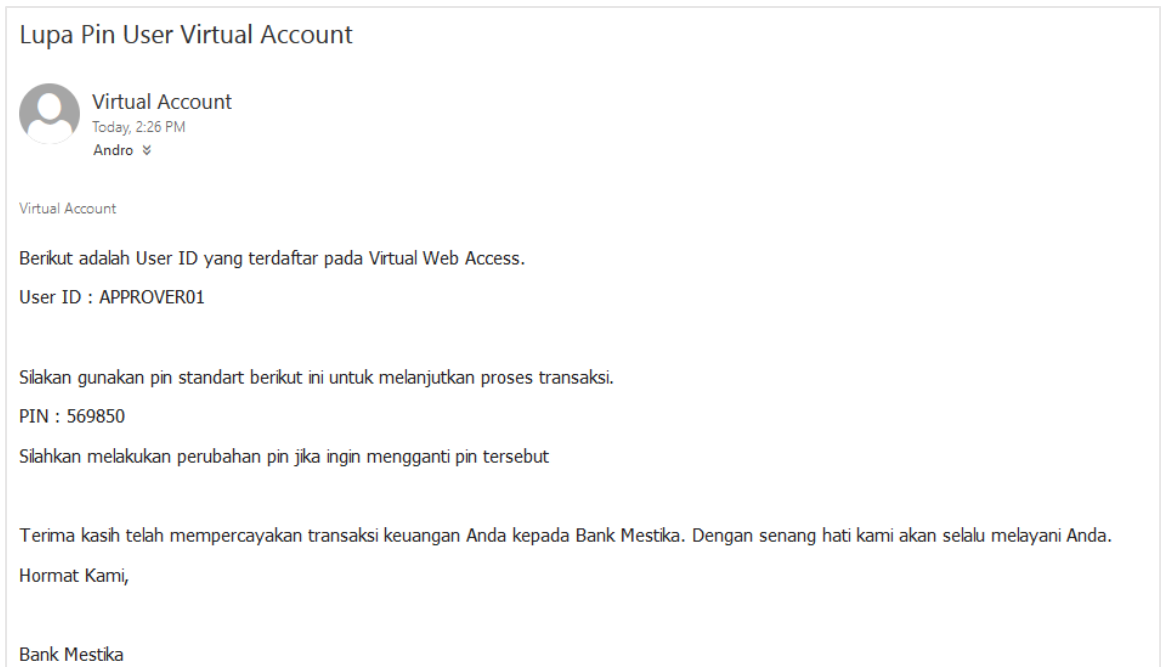 Lupa Pin User Virtual Account
Virtual Account
Today, 2:26 PM
Andro
Virtual Account
Berikut adalah User ID yang terdaftar pada Virtual Web Access.
User ID : APPROVER01
Silakan gunakan pin standart berikut ini untuk melanjutkan proses transaksi.
PIN : 569850
Silahkan melakukan perubahan pin jika ingin mengganti pin tersebut
Terima kasih telah mempercayakan transaksi keuangan Anda kepada Bank Mestika. Dengan senang hati kami akan selalu melayani Anda.
Hormat Kami,
Bank Mestika